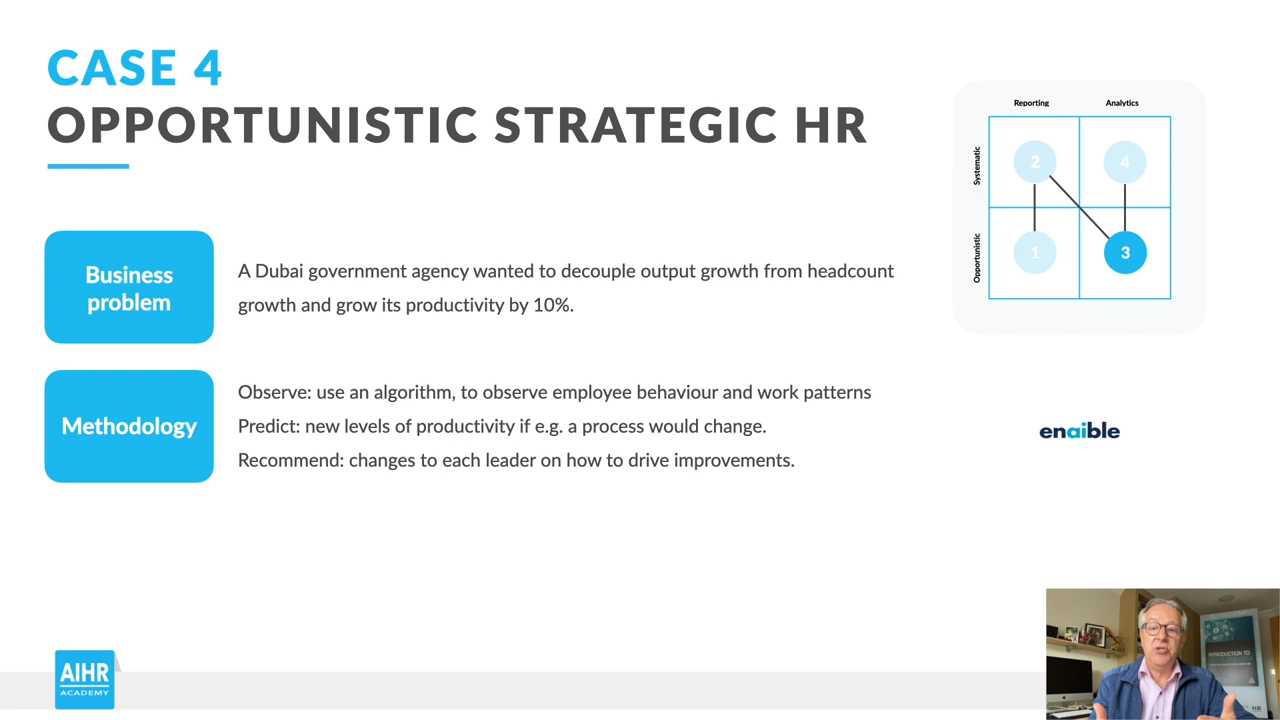 CASE 4
OPPORTUNISTIC STRATEGIC HR
Reporting
Analytics
Systematic
2
4
Opportunistic
1
3
Business
problem
A Dubai government agency wanted to decouple output growth from headcount
growth and grow its productivity by 10%.
Methodology
Observe: use an algorithm, to observe employee behaviour and work patterns
Predict: new levels of productivity if e.g. a process would change.
Recommend: changes to each leader on how to drive improvements.
enaible
AIHR
ACADEMY
INTRODUCTION TO
HR